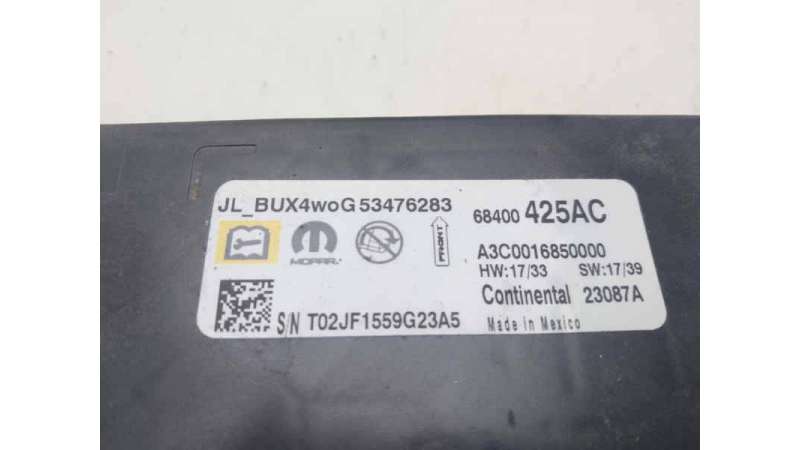 JL_BUX4woG 53476283
68400 425AC
MOPAR
FRONT
A3C0016850000
HW:17/33 SW:17/39
Continental 23087A
S/N T02JF1559G23A5
Made in Mexico